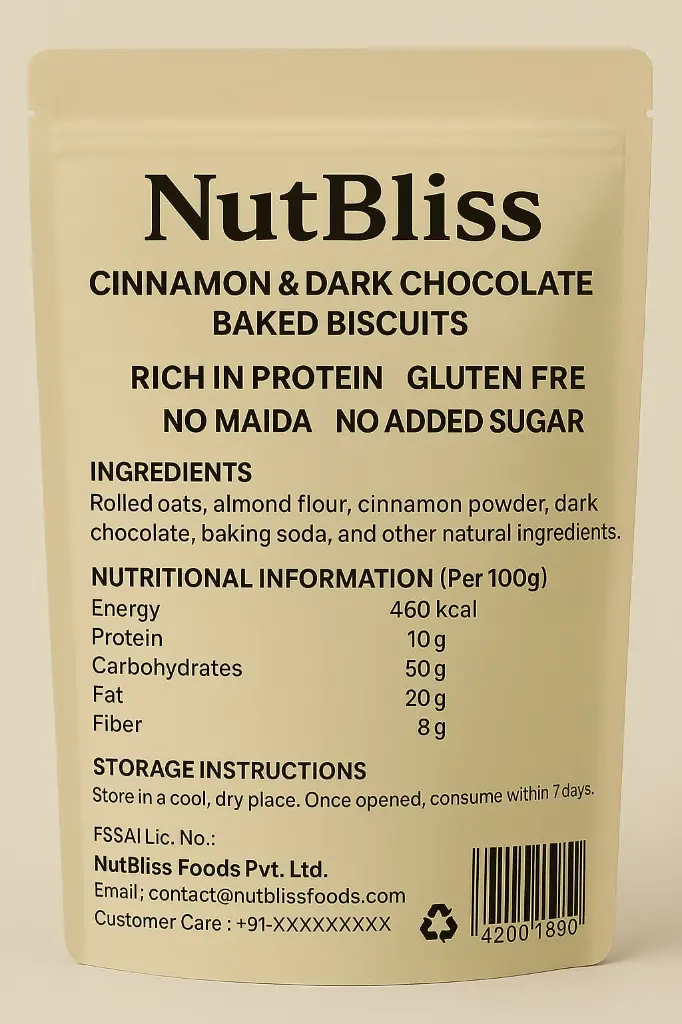 NutBliss
CINNAMON & DARK CHOCOLATE
BAKED BISCUITS
RICH IN PROTEIN GLUTEN FRE
NO MAIDA NO ADDED SUGAR
INGREDIENTS
Rolled oats, almond flour, cinnamon powder, dark
chocolate, baking soda, and other natural ingredients.
NUTRITIONAL INFORMATION (Per 100g)
Energy 460 kcal
Protein 10 g
Carbohydrates 50 g
Fat 20 g
Fiber 8 g
STORAGE INSTRUCTIONS
Store in a cool, dry place. Once opened, consume within 7 days.
FSSAI Lic. No.:
NutBliss Foods Pvt. Ltd.
Email; contact@nutblissfoods.com
Customer Care : +91-XXXXXXXXX
4200 1890